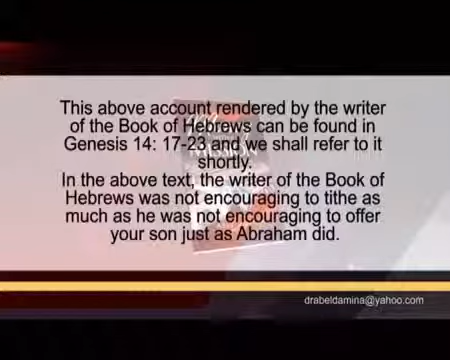 This above account rendered by the writer
of the Book of Hebrews can be found in
Genesis 14: 17-23 and we shall refer to it
shortly.
In the above text, the writer of the Book of
Hebrews was not encouraging to tithe as
much as he was not encouraging to offer
your son just as Abraham did.
drabeldamina@yahoo.com